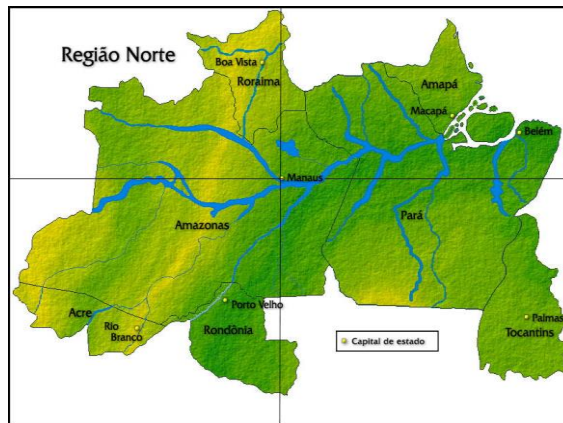 Região Norte
Boa Vista
Roraima
Amapá
Macapá
Belém
Manaus
Amazonas
Pará
Acre
Rio
Branco
Porto Velho
Rondônia
Palmas
Tocantins
Capital de estado